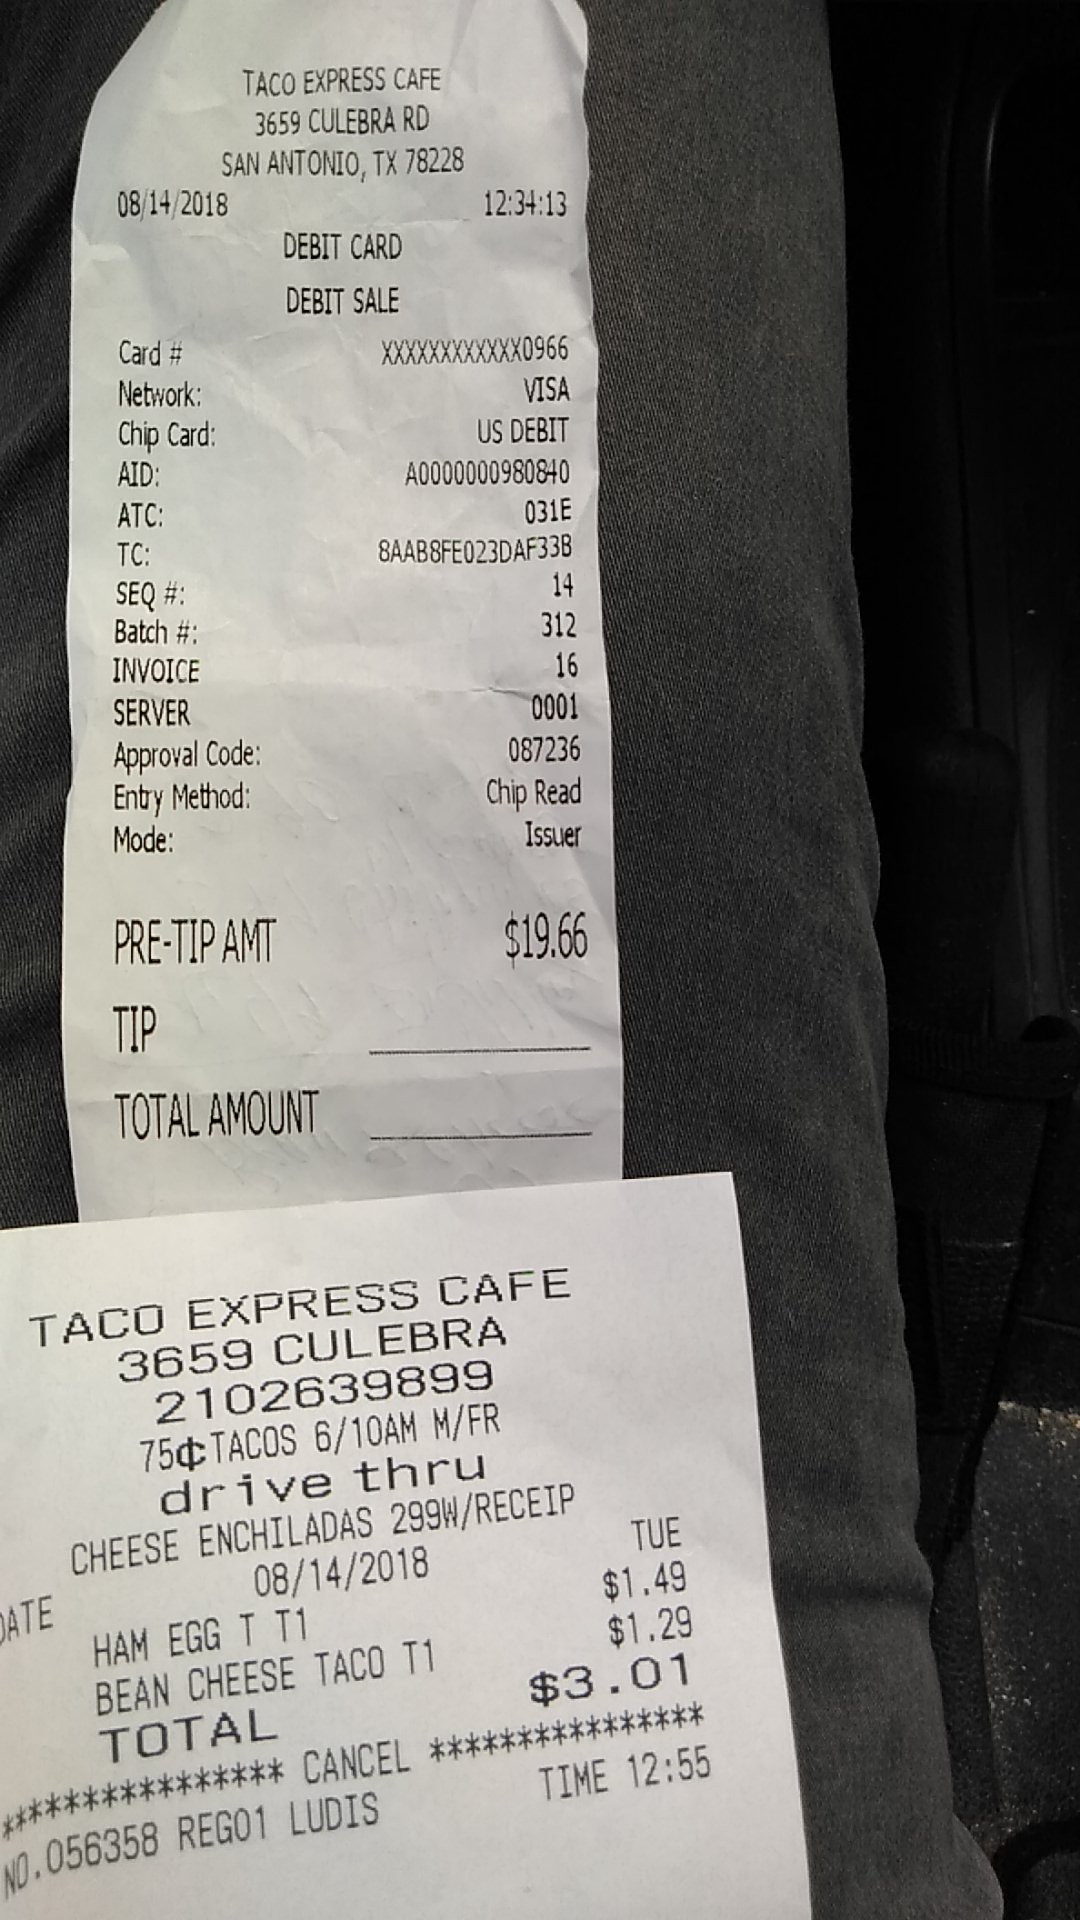 TACO EXPRESS CAFE
3659 CULEBRA RD
SAN ANTONIO, TX 78228
08/14/2018 12:34:13
DEBIT CARD
DEBIT SALE
Card # XXXXXXXXXXXX0966
Network: VISA
Chip Card: US DEBIT
AID: A0000000980840
ATC: 031E
TC: 8AAB8FE023DAF33B
SEQ #: 14
Batch #: 312
INVOICE 16
SERVER 0001
Approval Code: 087236
Entry Method: Chip Read
Mode: Issuer
PRE-TIP AMT $19.66
TIP
TOTAL AMOUNT
TACO EXPRESS CAFE
3659 CULEBRA
2102639899
75¢TACOS 6/10AM M/FR
drive thru
CHEESE ENCHILADAS 299W/RECEIP
DATE 08/14/2018 TUE
HAM EGG T T1 $1.49
BEAN CHEESE TACO T1 $1.29
TOTAL $3.01
**************** CANCEL ****************
NO.056358 REG01 LUDIS TIME 12:55